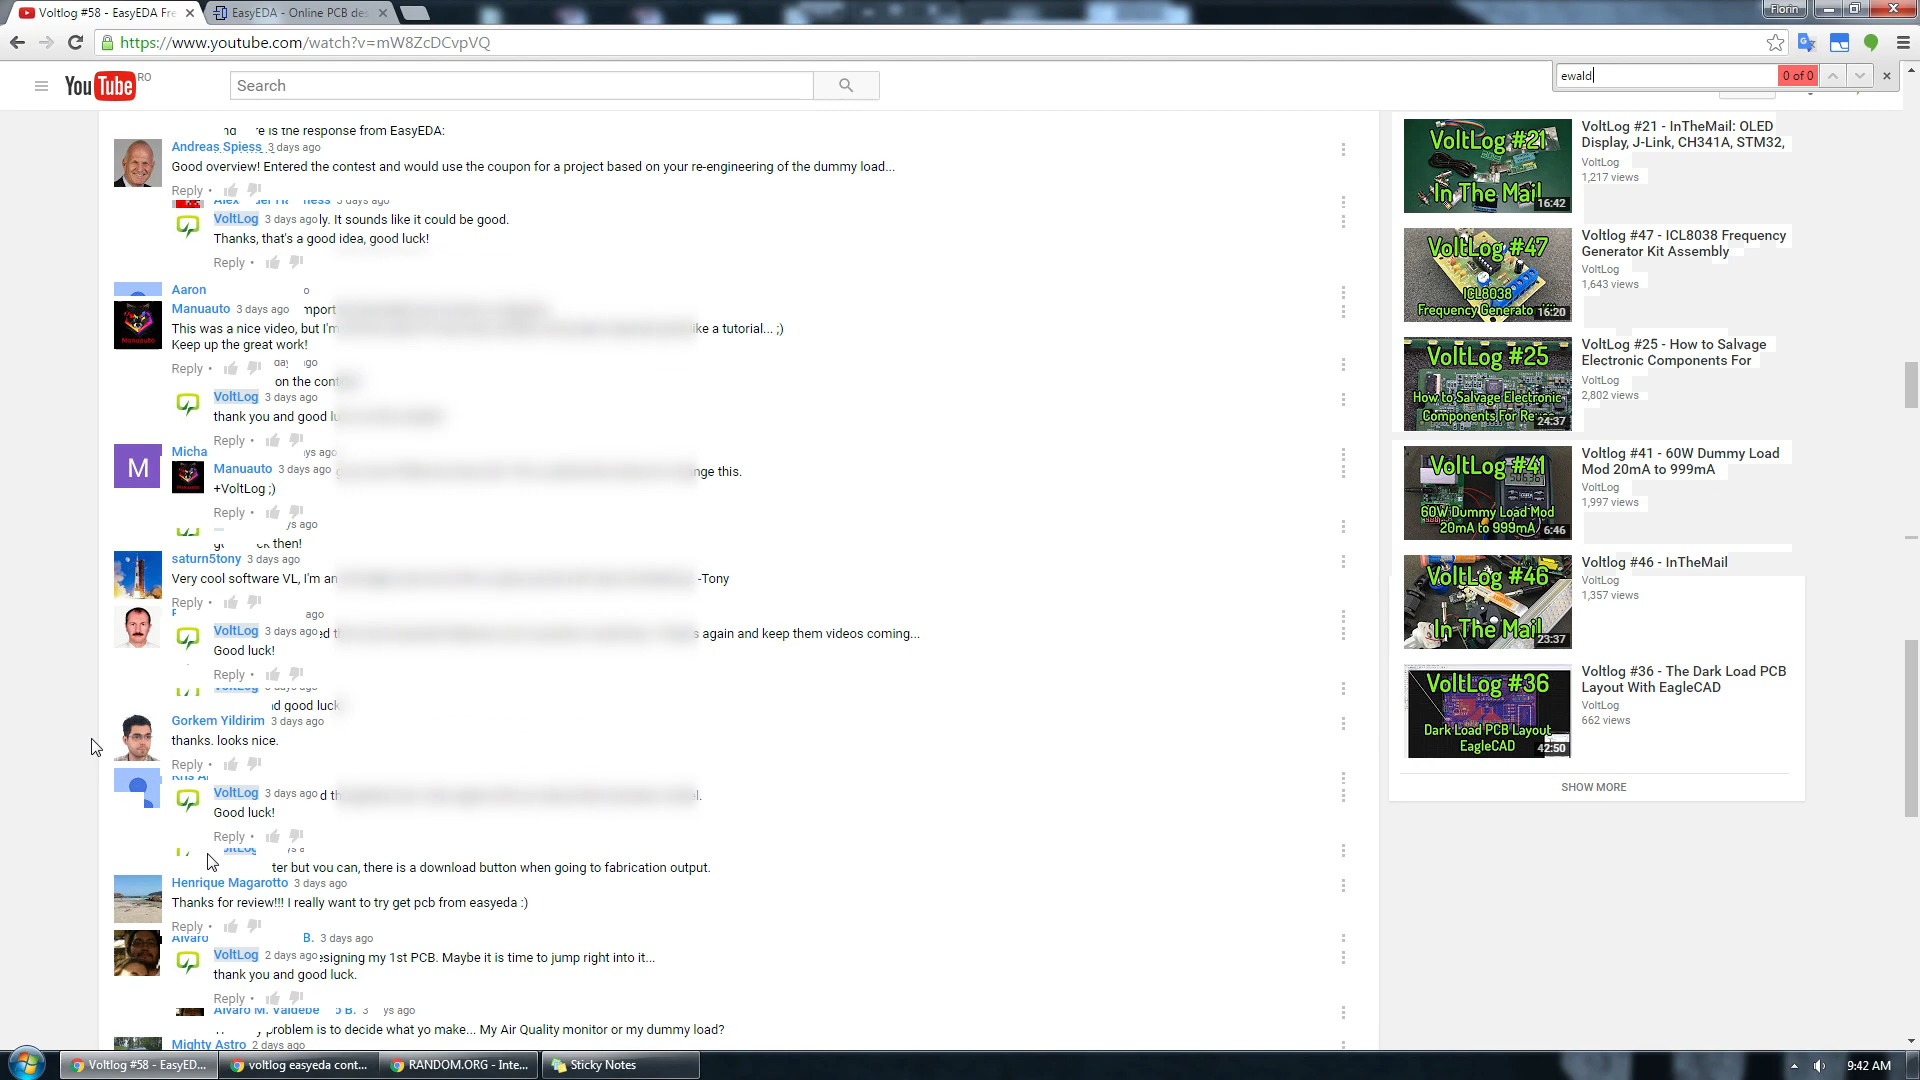 Voltlog #58 - EasyEDA Fre
EasyEDA - Online PCB des
Florin
https://www.youtube.com/watch?v=mW8ZcDCvpVQ
ewald
0 of 0
YouTube RO
Search
re is the response from EasyEDA:
Andreas Spiess 3 days ago
Good overview! Entered the contest and would use the coupon for a project based on your re-engineering of the dummy load...
Reply •
VoltLog 3 days ago ly. It sounds like it could be good.
Thanks, that's a good idea, good luck!
Reply •
Aaron
Manuauto 3 days ago mport
This was a nice video, but I'm ke a tutorial... ;)
Keep up the great work!
Reply • ago
on the cont
VoltLog 3 days ago
thank you and good lu
Reply •
Micha ys ago
Manuauto 3 days ago nge this.
+VoltLog ;)
Reply •
ys ago
ck then!
saturn5tony 3 days ago
Very cool software VL, I'm an -Tony
Reply •
ago
VoltLog 3 days ago ed th s again and keep them videos coming...
Good luck!
Reply •
VoltLog 3 days ago
nd good luck
Gorkem Yildirim 3 days ago
thanks. looks nice.
Reply •
Kris A
VoltLog 3 days ago d th l.
Good luck!
Reply •
ter but you can, there is a download button when going to fabrication output.
Henrique Magarotto 3 days ago
Thanks for review!!! I really want to try get pcb from easyeda :)
Reply •
Alvaro B. 3 days ago
VoltLog 2 days ago esigning my 1st PCB. Maybe it is time to jump right into it...
thank you and good luck.
Reply •
Alvaro M. Valdebe o B. 3 ys ago
y problem is to decide what yo make... My Air Quality monitor or my dummy load?
Mighty Astro 2 days ago
VoltLog #21
In The Mail
16:42
VoltLog #21 - InTheMail: OLED
Display, J-Link, CH341A, STM32,
VoltLog
1,217 views
VoltLog #47
ICL8038
Frequency Generato
16:20
Voltlog #47 - ICL8038 Frequency
Generator Kit Assembly
VoltLog
1,643 views
VoltLog #25
How to Salvage Electronic
Components For Re
24:37
VoltLog #25 - How to Salvage
Electronic Components For
VoltLog
2,802 views
VoltLog #41
60W Dummy Load Mod
20mA to 999mA
6:46
Voltlog #41 - 60W Dummy Load
Mod 20mA to 999mA
VoltLog
1,997 views
VoltLog #46
In The Mail
23:37
Voltlog #46 - InTheMail
VoltLog
1,357 views
VoltLog #36
Dark Load PCB Layout
EagleCAD
42:50
Voltlog #36 - The Dark Load PCB
Layout With EagleCAD
VoltLog
662 views
SHOW MORE
Voltlog #58 - EasyED...
voltlog easyeda cont...
RANDOM.ORG - Inte...
Sticky Notes
9:42 AM